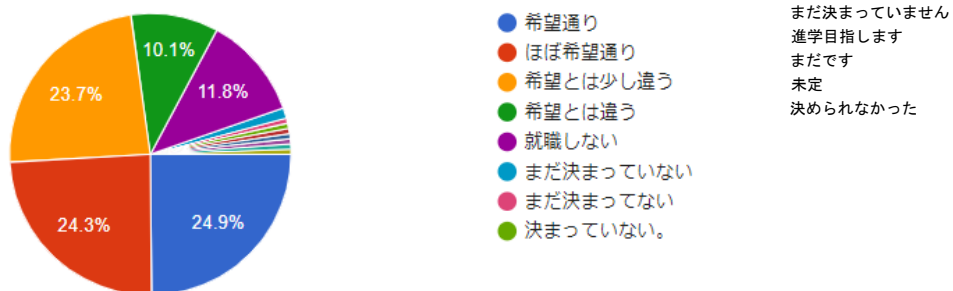 10.1%
23.7%
11.8%
24.3%
24.9%
希望通り
ほぼ希望通り
希望とは少し違う
希望とは違う
就職しない
まだ決まっていない
まだ決まってない
決まっていない。
まだ決まっていません
進学目指します
まだです
未定
決められなかった